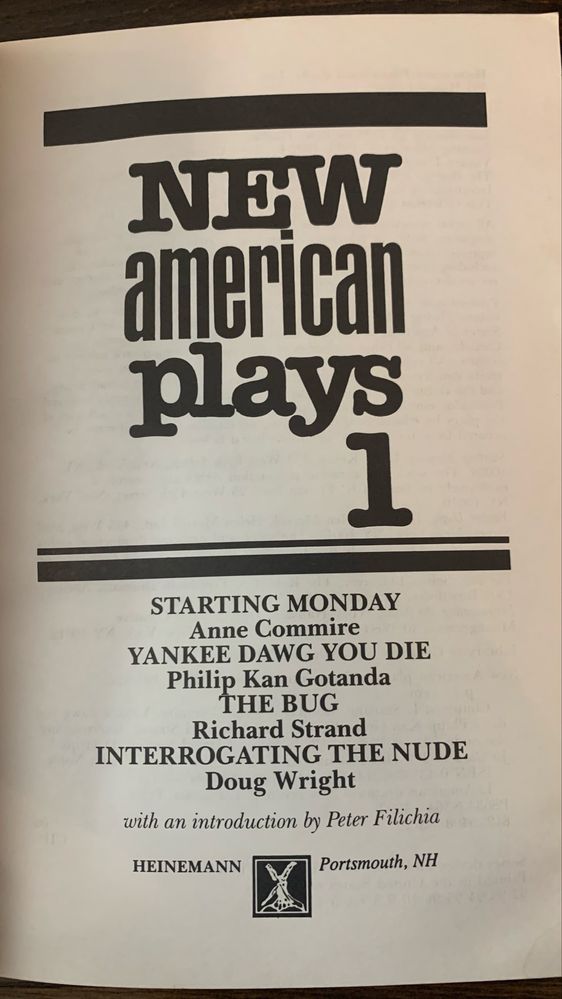 NEW
american
plays
1
STARTING MONDAY
Anne Commire
YANKEE DAWG YOU DIE
Philip Kan Gotanda
THE BUG
Richard Strand
INTERROGATING THE NUDE
Doug Wright
with an introduction by Peter Filichia
HEINEMANN Portsmouth, NH